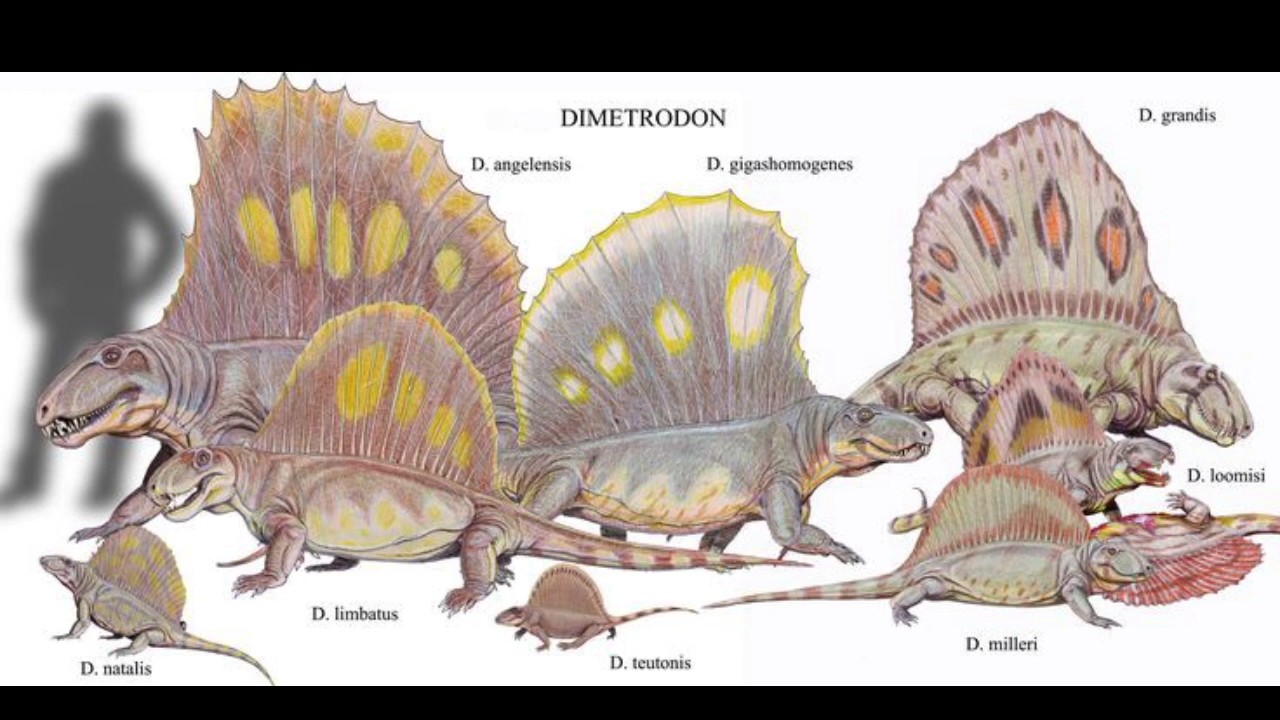 DIMETRODON
D. grandis
D. angelensis
D. gigashomogenes
D. loomisi
D. limbatus
D. milleri
D. teutonis
D. natalis